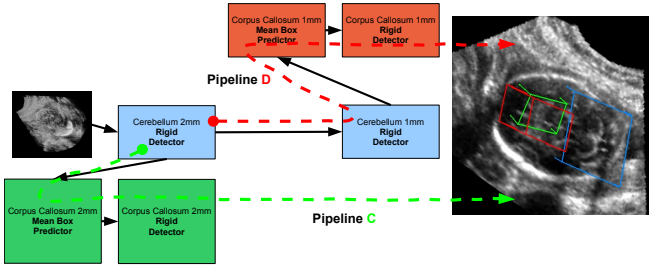 Corpus Callosum 1mm
Mean Box
Predictor
Corpus Callosum 1mm
Rigid
Detector
Pipeline D
Cerebellum 2mm
Rigid
Detector
Cerebellum 1mm
Rigid
Detector
Corpus Callosum 2mm
Mean Box
Predictor
Corpus Callosum 2mm
Rigid
Detector
Pipeline C